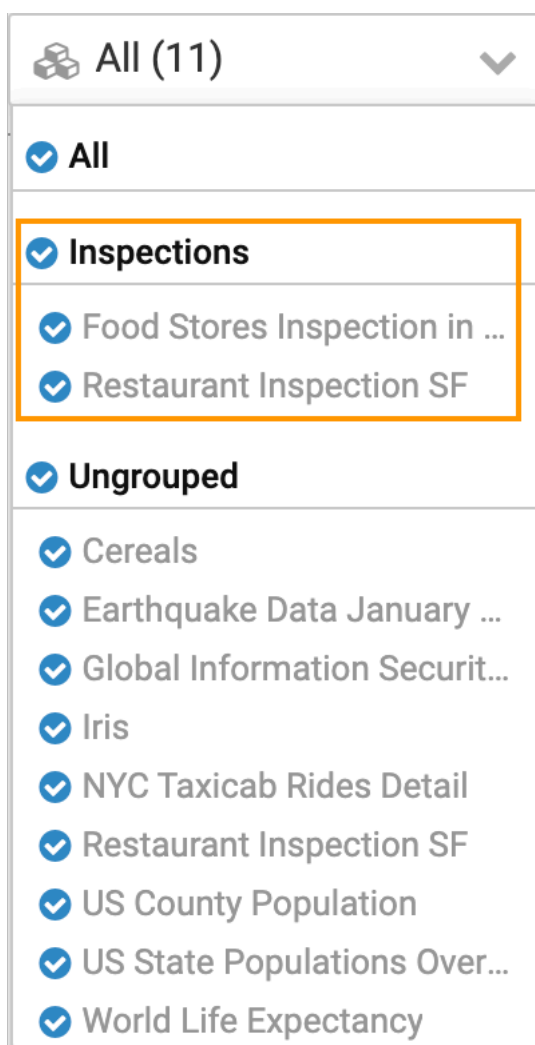 All (11)
All
Inspections
Food Stores Inspection in ...
Restaurant Inspection SF
Ungrouped
Cereals
Earthquake Data January ...
Global Information Securit...
Iris
NYC Taxicab Rides Detail
Restaurant Inspection SF
US County Population
US State Populations Over...
World Life Expectancy